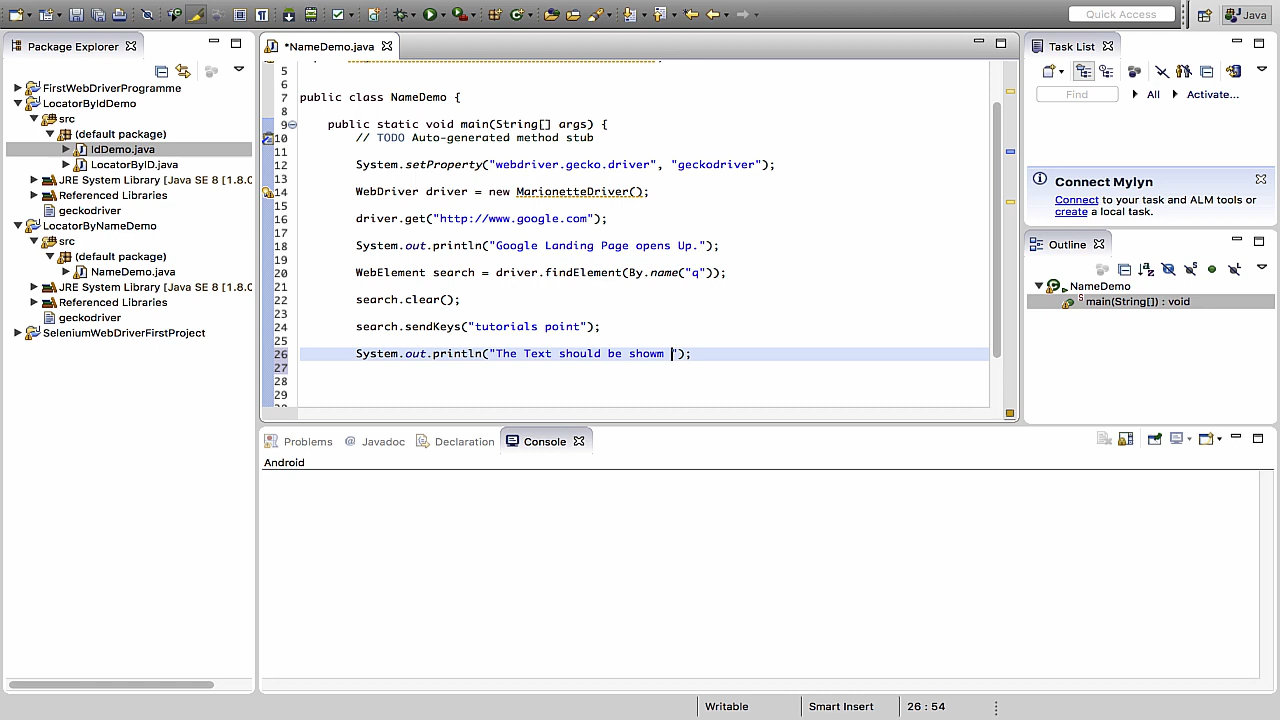 Quick Access
Java
Package Explorer
FirstWebDriverProgramme
LocatorByIdDemo
src
(default package)
IdDemo.java
LocatorByID.java
JRE System Library [Java SE 8 [1.8.0
Referenced Libraries
geckodriver
LocatorByNameDemo
src
(default package)
NameDemo.java
JRE System Library [Java SE 8 [1.8.0
Referenced Libraries
geckodriver
SeleniumWebDriverFirstProject
*NameDemo.java
5
6
7 public class NameDemo {
8
9 public static void main(String[] args) {
10 // TODO Auto-generated method stub
11
12 System.setProperty("webdriver.gecko.driver", "geckodriver");
13
14 WebDriver driver = new MarionetteDriver();
15
16 driver.get("http://www.google.com");
17
18 System.out.println("Google Landing Page opens Up.");
19
20 WebElement search = driver.findElement(By.name("q"));
21
22 search.clear();
23
24 search.sendKeys("tutorials point");
25
26 System.out.println("The Text should be showm ");
27
28
29
Task List
Find
All
Activate...
Connect Mylyn
Connect to your task and ALM tools or
create a local task.
Outline
NameDemo
main(String[]) : void
Problems
@ Javadoc
Declaration
Console
Android
Writable
Smart Insert
26 : 54